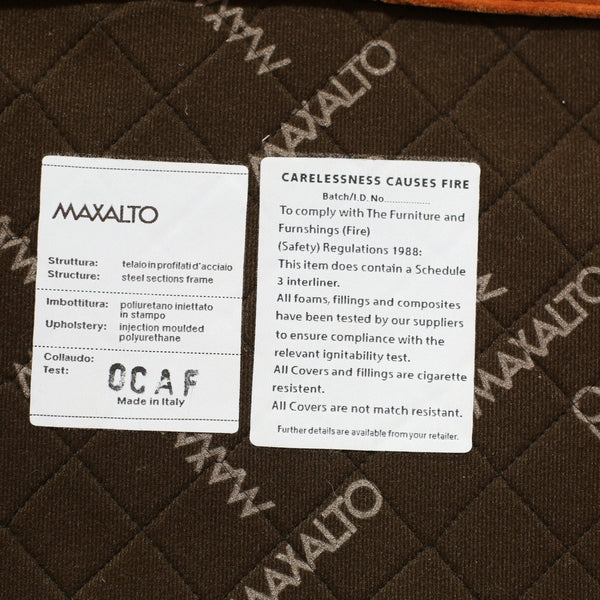 MAXALTO
MAXALTO
MAXALTO
Struttura: telaio in profilati d'acciaio
Structure: steel sections frame
Imbottitura: poliuretano iniettato
in stampo
Upholstery: injection moulded
polyurethane
Collaudo:
Test: OCAF
Made in Italy
CARELESSNESS CAUSES FIRE
Batch/I.D. No................
To comply with The Furniture and
Furnshings (Fire)
(Safety) Regulations 1988:
This item does contain a Schedule
3 interliner.
All foams, fillings and composites
have been tested by our suppliers
to ensure compliance with the
relevant ignitability test.
All Covers and fillings are cigarette
resistent.
All Covers are not match resistant.
Further details are available from your retailer.
MAXALTO
MAXALTO
MAXALTO